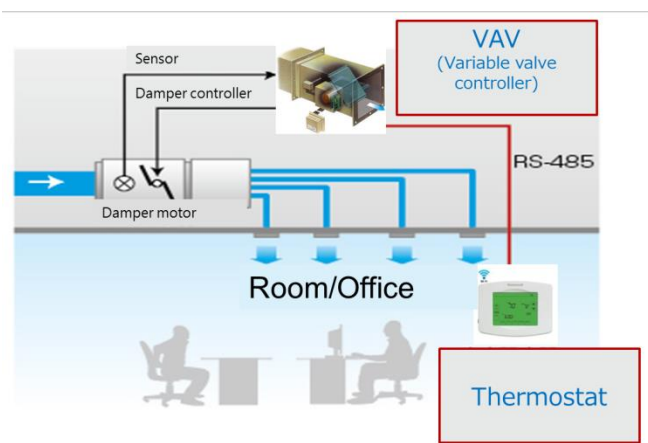 VAV
(Variable valve
controller)
Sensor
Damper controller
RS-485
Damper motor
Room/Office
Thermostat